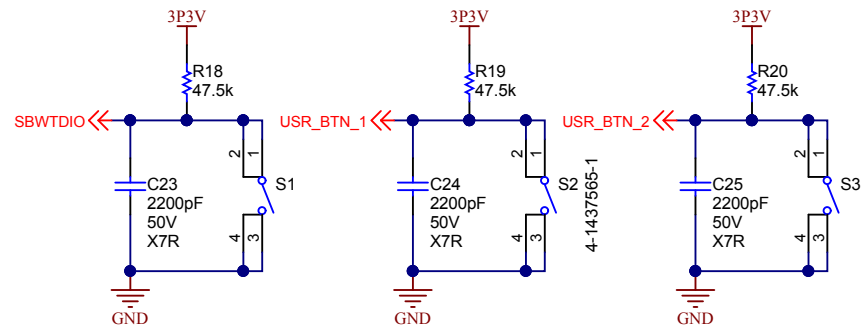 3P3V
R18
47.5k
SBWTDIO
2
1
C23
2200pF
50V
X7R
S1
4
3
GND
3P3V
R19
47.5k
USR_BTN_1
2
1
C24
2200pF
50V
X7R
S2
4-1437565-1
4
3
GND
3P3V
R20
47.5k
USR_BTN_2
2
1
C25
2200pF
50V
X7R
S3
4
3
GND